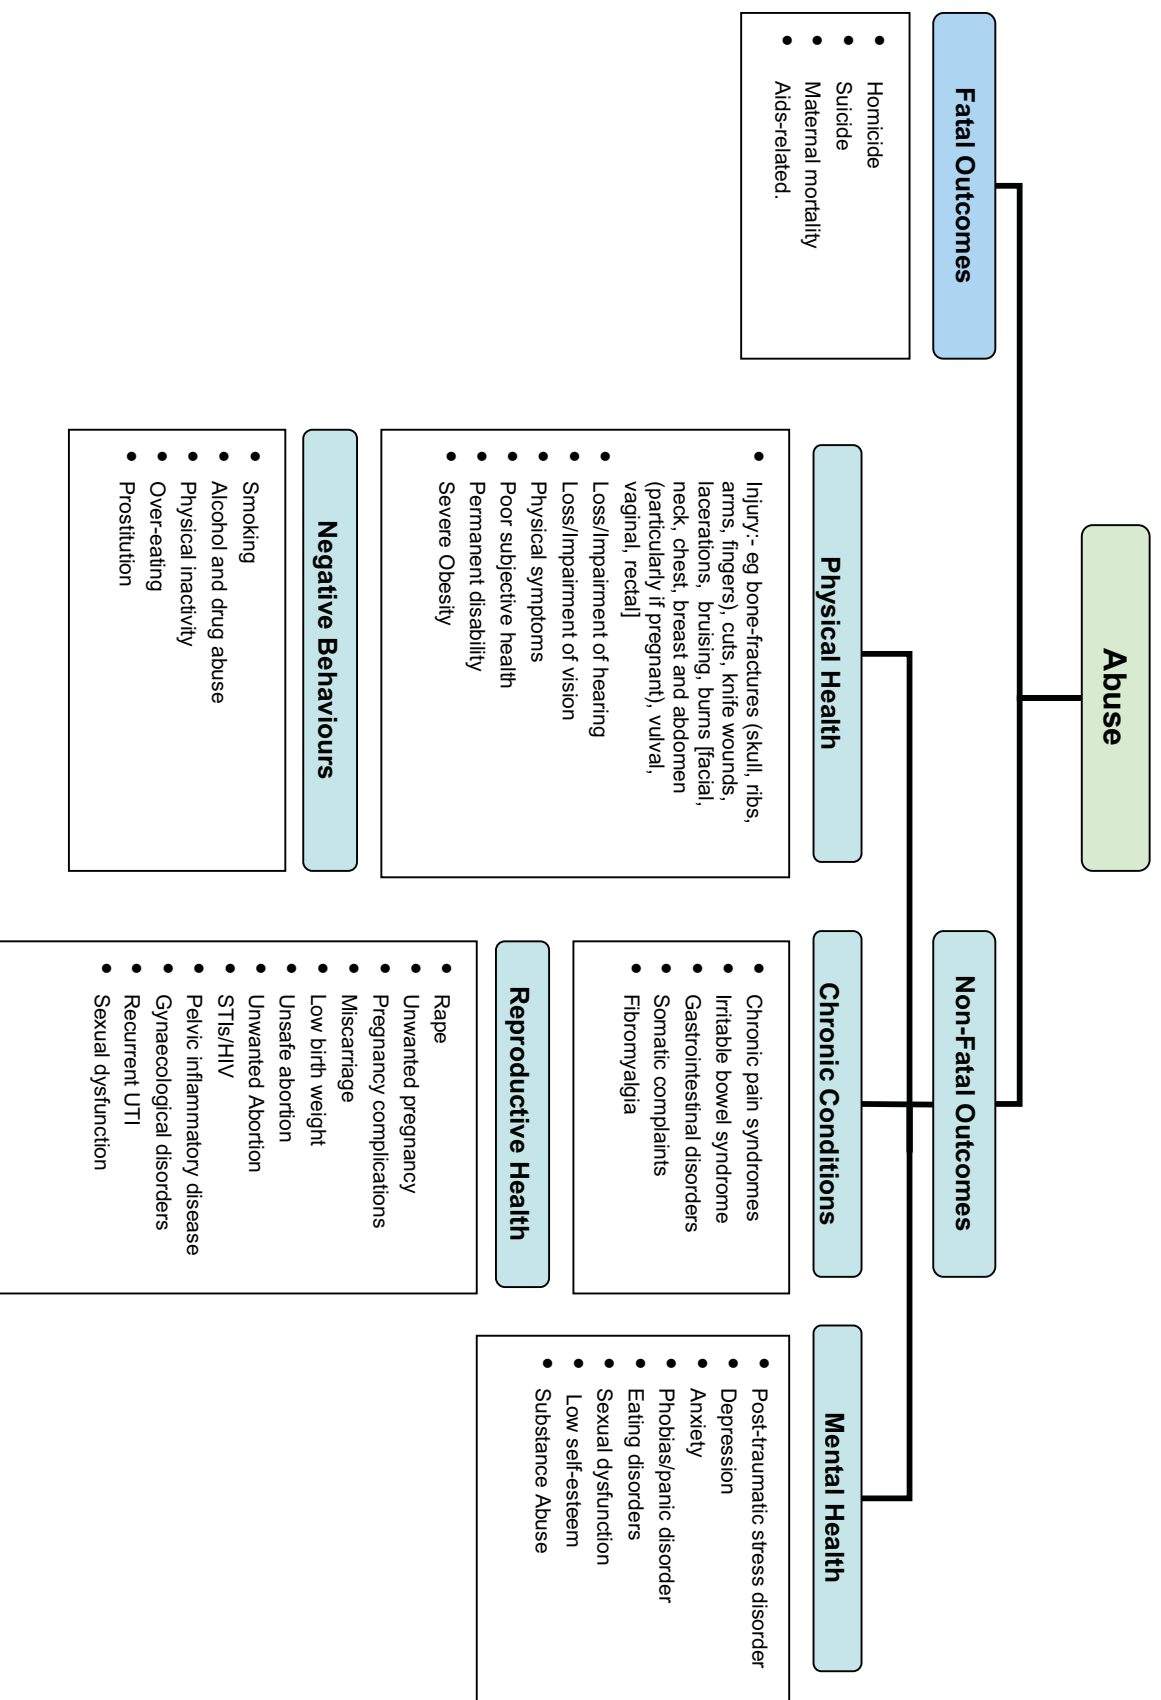 Abuse
Fatal Outcomes
Homicide
Suicide
Maternal mortality
Aids-related.
Non-Fatal Outcomes
Physical Health
Injury:- eg bone-fractures (skull, ribs,
arms, fingers), cuts, knife wounds,
lacerations, bruising, burns [facial,
neck, chest, breast and abdomen
(particularly if pregnant), vulval,
vaginal, rectal]
Loss/Impairment of hearing
Loss/Impairment of vision
Physical symptoms
Poor subjective health
Permanent disability
Severe Obesity
Negative Behaviours
Smoking
Alcohol and drug abuse
Physical inactivity
Over-eating
Prostitution
Chronic Conditions
Chronic pain syndromes
Irritable bowel syndrome
Gastrointestinal disorders
Somatic complaints
Fibromyalgia
Reproductive Health
Rape
Unwanted pregnancy
Pregnancy complications
Miscarriage
Low birth weight
Unsafe abortion
Unwanted Abortion
STIs/HIV
Pelvic inflammatory disease
Gynaecological disorders
Recurrent UTI
Sexual dysfunction
Mental Health
Post-traumatic stress disorder
Depression
Anxiety
Phobias/panic disorder
Eating disorders
Sexual dysfunction
Low self-esteem
Substance Abuse